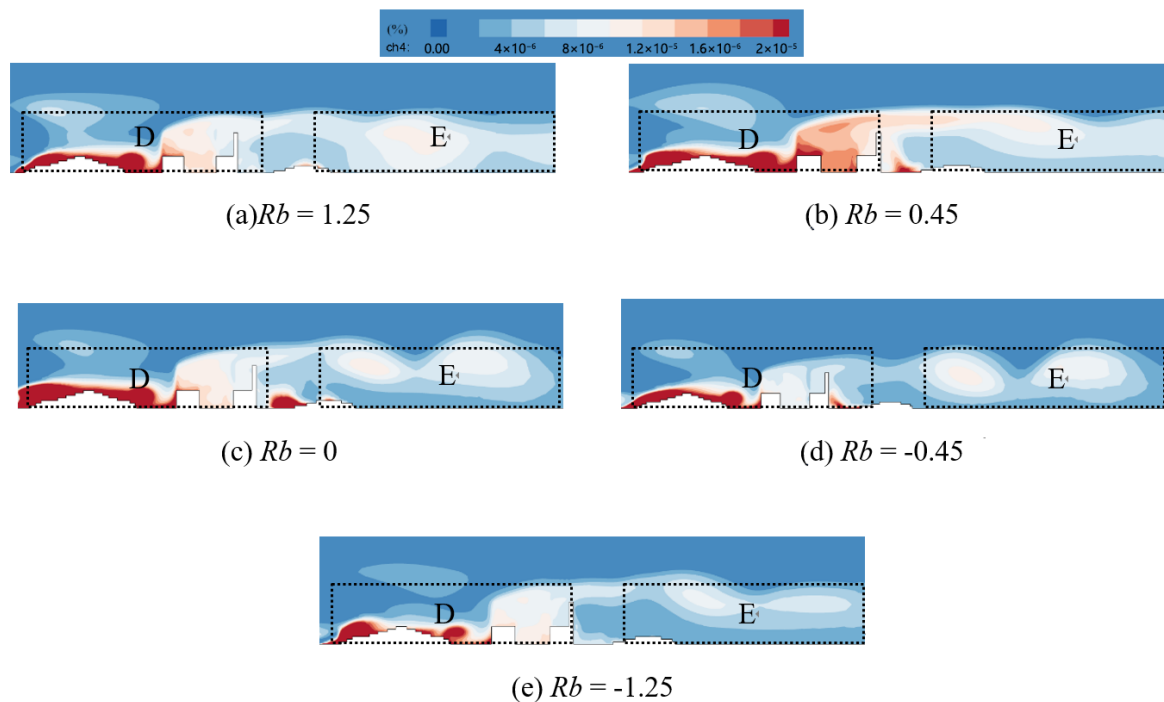 (%)
ch4: 0.00 4×10⁻⁶ 8×10⁻⁶ 1.2×10⁻⁵ 1.6×10⁻⁶ 2×10⁻⁵
D E
D E
(a)Rb = 1.25
(b) Rb = 0.45
D E
D E
(c) Rb = 0
(d) Rb = -0.45
D E
(e) Rb = -1.25